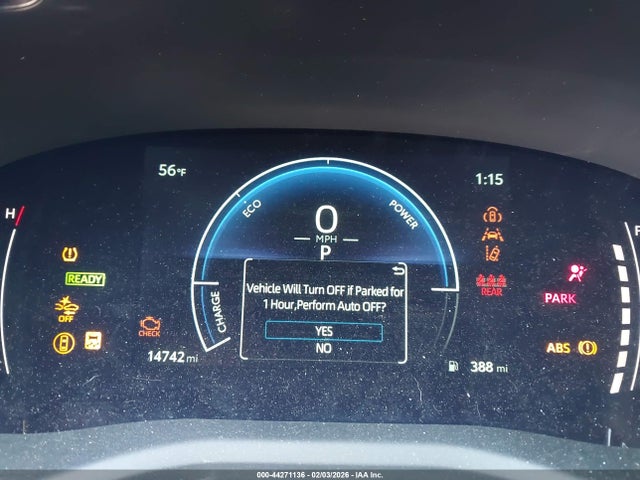 56°F
1:15
H
F
ECO
0
POWER
MPH
P
READY
OFF
CHARGE
Vehicle Will Turn OFF if Parked for
1 Hour,Perform Auto OFF?
YES
NO
REAR
PARK
CHECK
ABS
14742 mi
388 mi
000-44271136 - 02/03/2026 - IAA Inc.